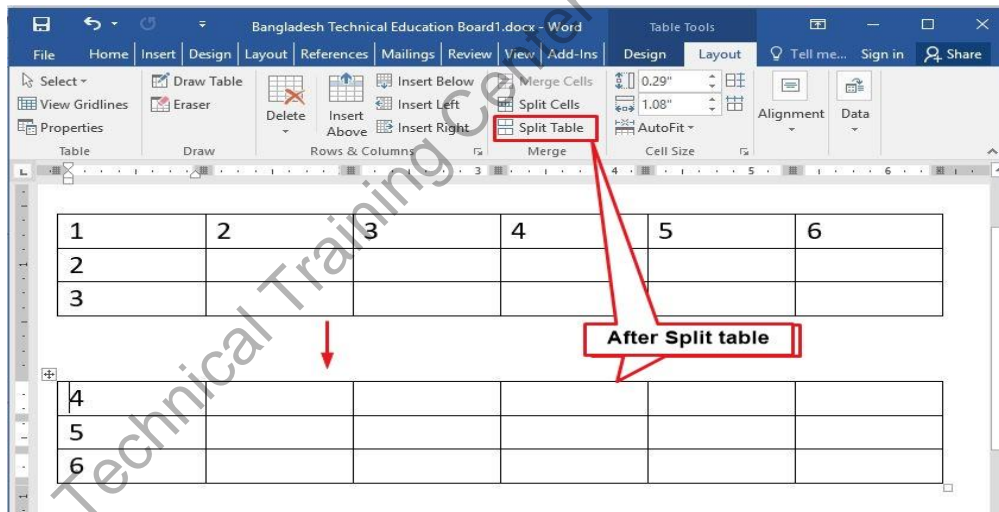 Bangladesh Technical Education Board1.docx - Word Table Tools
File Home Insert Design Layout References Mailings Review View Add-Ins Design Layout Tell me... Sign in Share
Select Draw Table Delete Insert Above Insert Below Merge Cells 0.29" Alignment Data
View Gridlines Eraser Insert Left Split Cells 1.08"
Properties Insert Right Split Table AutoFit
Table Draw Rows & Columns Merge Cell Size
3 4 5 6
1 2 3 4 5 6
2
3
After Split table
4
5
6
Technical Training Center